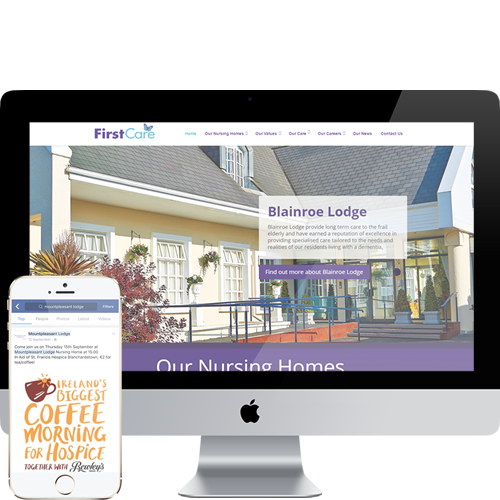 FirstCare
Home Our Nursing Homes Our Values Our Care Our Careers Our News Contact Us
Blainroe Lodge
Blainroe Lodge provide long term care to the frail
elderly and have earned a reputation of excellence in
providing specialised care tailored to the needs and
realities of our residents living with a dementia.
Find out more about Blainroe Lodge
Our Nursing Homes
mountpleasant lodge
Filters
Top People Photos Latest Videos
Mountpleasant Lodge
Come join us on Thursday 15th September at
Mountpleasant Lodge Nursing Home at 15.00
In Aid of St. Francis Hospice Blanchardstown, €2 for
tea/coffee!
IRELAND'S
BIGGEST
COFFEE
MORNING
FOR HOSPICE
TOGETHER WITH Bewley's